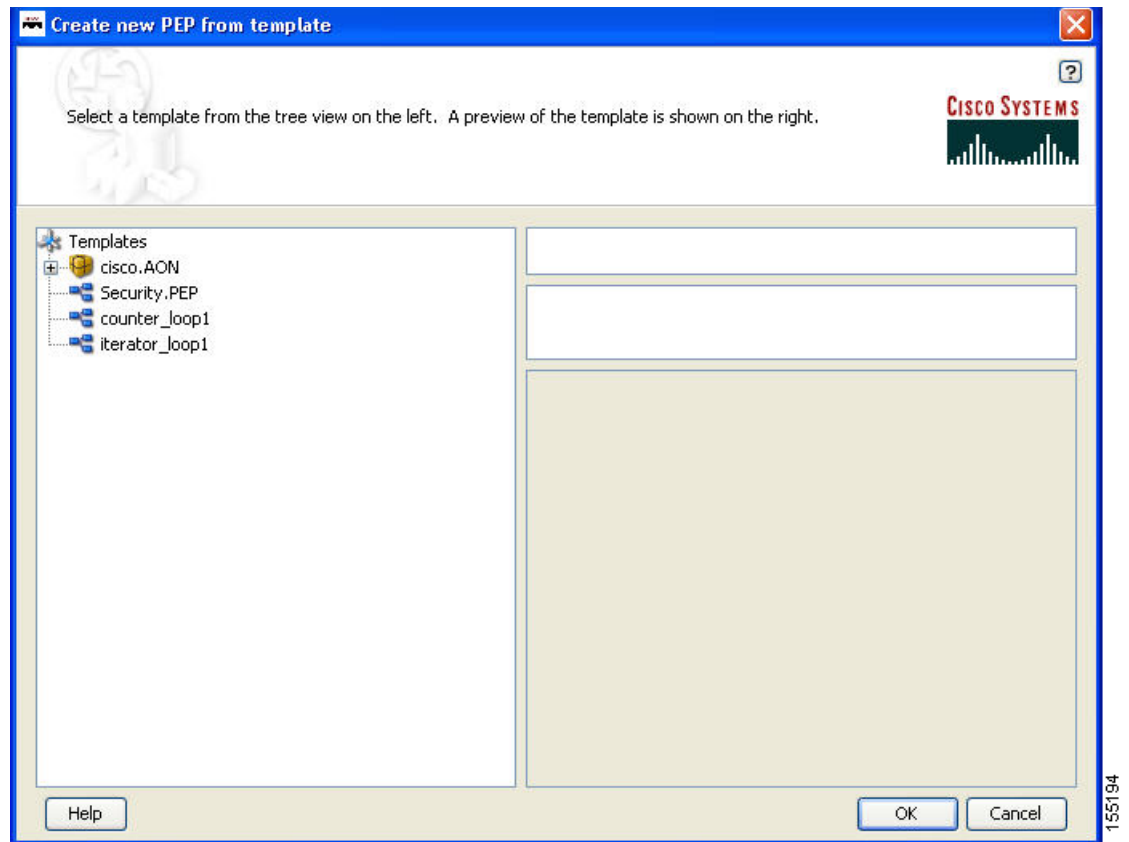 Create new PEP from template
?
Select a template from the tree view on the left. A preview of the template is shown on the right.
CISCO SYSTEMS
Templates
cisco.AON
Security.PEP
counter_loop1
iterator_loop1
Help
OK
Cancel
155194